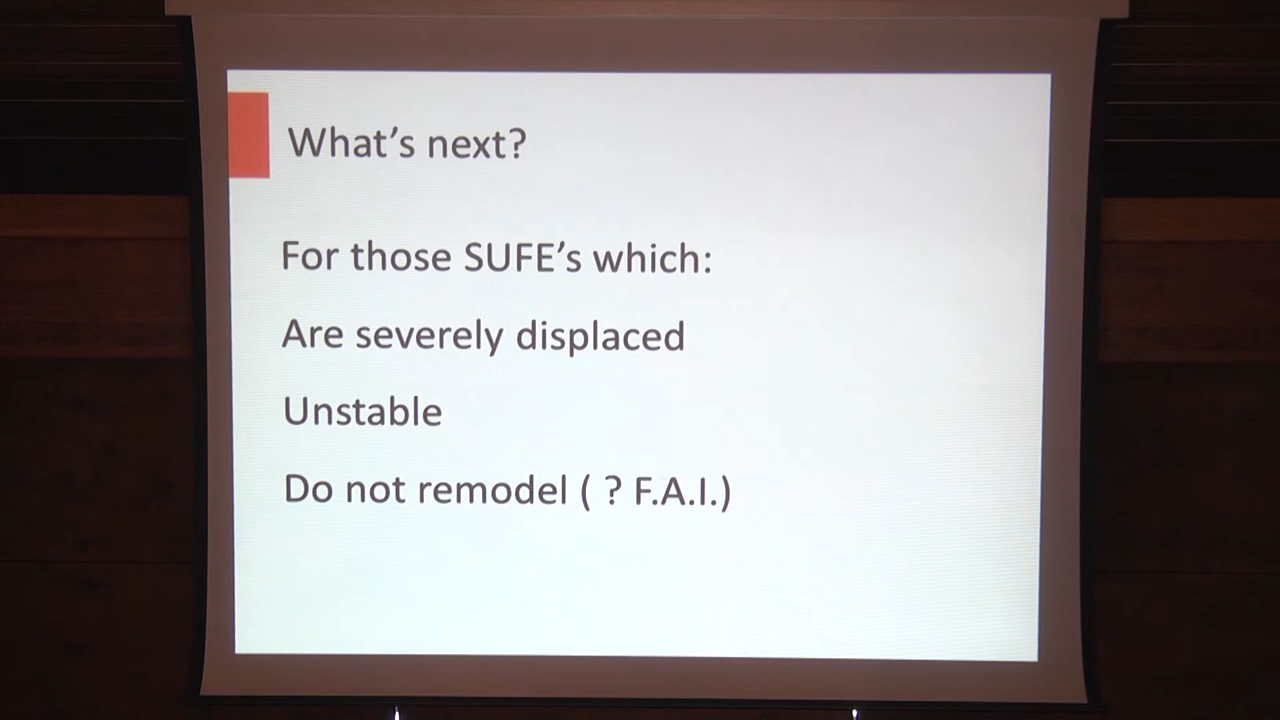 What's next?
For those SUFE's which:
Are severely displaced
Unstable
Do not remodel ( ? F.A.I.)